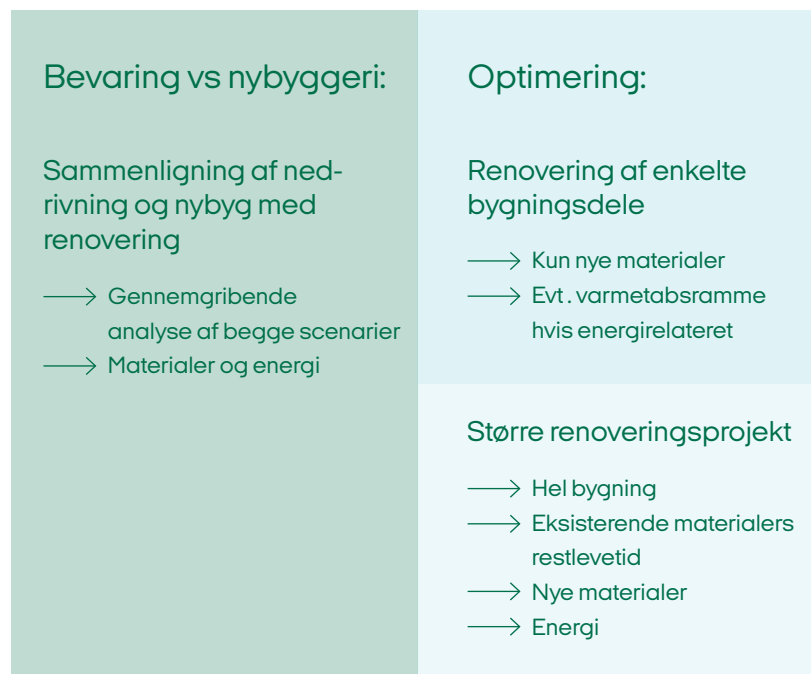 Bevaring vs nybyggeri:
Sammenligning af ned-
rivning og nybyg med
renovering
Gennemgribende
analyse af begge scenarier
Materialer og energi
Optimering:
Renovering af enkelte
bygningsdele
Kun nye materialer
Evt. varmetabsramme
hvis energirelateret
Større renoveringsprojekt
Hel bygning
Eksisterende materialers
restlevetid
Nye materialer
Energi